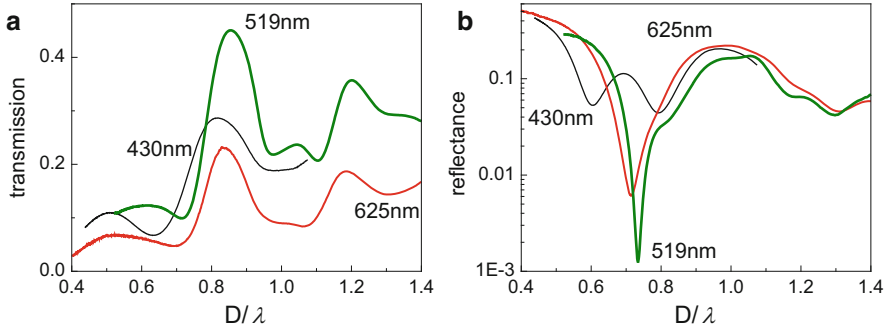 a
519nm
430nm
625nm
transmission
0.4
0.2
0.0
0.4 0.6 0.8 1.0 1.2 1.4
D/λ
b
625nm
430nm
519nm
reflectance
0.1
0.01
1E-3
0.4 0.6 0.8 1.0 1.2 1.4
D/λ